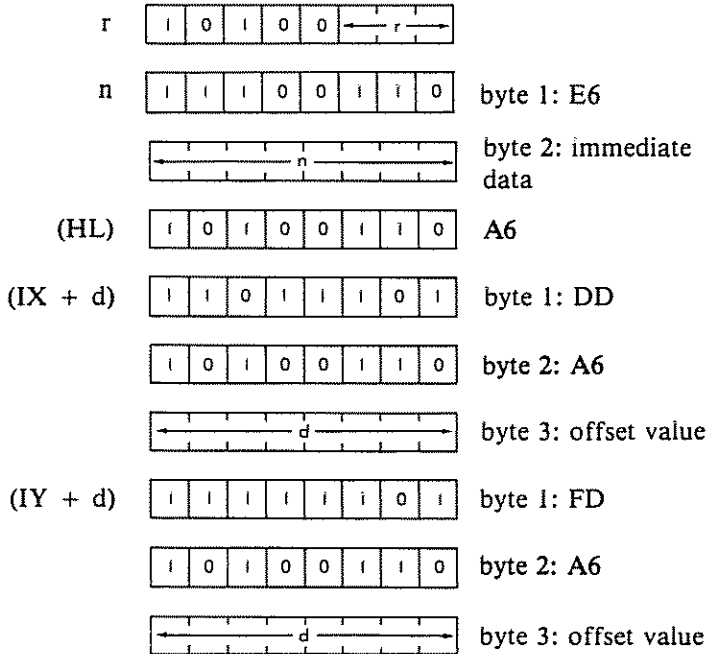 r 1 0 1 0 0 r
n 1 1 1 0 0 1 1 0 byte 1: E6
n byte 2: immediate
data
(HL) 1 0 1 0 0 1 1 0 A6
(IX + d) 1 1 0 1 1 1 0 1 byte 1: DD
1 0 1 0 0 1 1 0 byte 2: A6
d byte 3: offset value
(IY + d) 1 1 1 1 1 1 0 1 byte 1: FD
1 0 1 0 0 1 1 0 byte 2: A6
d byte 3: offset value